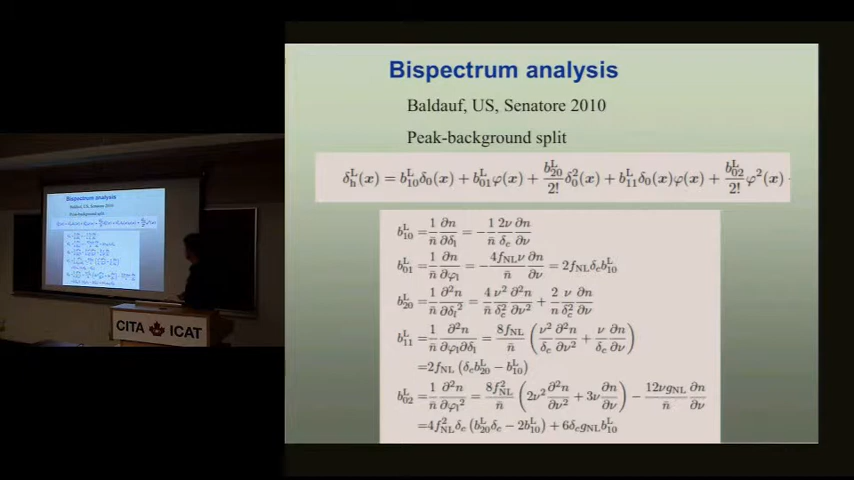 Bispectrum analysis
Baldauf, US, Senatore 2010
Peak-background split
δ_h^L(x) = b_10^L δ_0(x) + b_01^L φ(x) + b_20^L/2! δ_0^2(x) + b_11^L δ_0(x)φ(x) + b_02^L/2! φ^2(x)
b_10^L = 1/n̄ ∂n/∂δ_l = −1/n̄ 2ν/δ_c ∂n/∂ν
b_01^L = 1/n̄ ∂n/∂φ_l = −4f_NL ν/n̄ ∂n/∂ν = 2f_NL δ_c b_10^L
b_20^L = 1/n̄ ∂²n/∂δ_l² = 4/n̄ ν²/δ_c² ∂²n/∂ν² + 2/n ν/δ_c² ∂n/∂ν
b_11^L = 1/n̄ ∂²n/∂φ_l∂δ_l = 8f_NL/n̄ (ν²/δ_c ∂²n/∂ν² + ν/δ_c ∂n/∂ν)
=2f_NL (δ_c b_20^L − b_10^L)
b_02^L = 1/n̄ ∂²n/∂φ_l² = 8f_NL²/n̄ (2ν² ∂²n/∂ν² + 3ν ∂n/∂ν) − 12νg_NL/n̄ ∂n/∂ν
=4f_NL² δ_c (b_20^L δ_c − 2b_10^L) + 6δ_c g_NL b_10^L
Bispectrum analysis
CITA ICAT